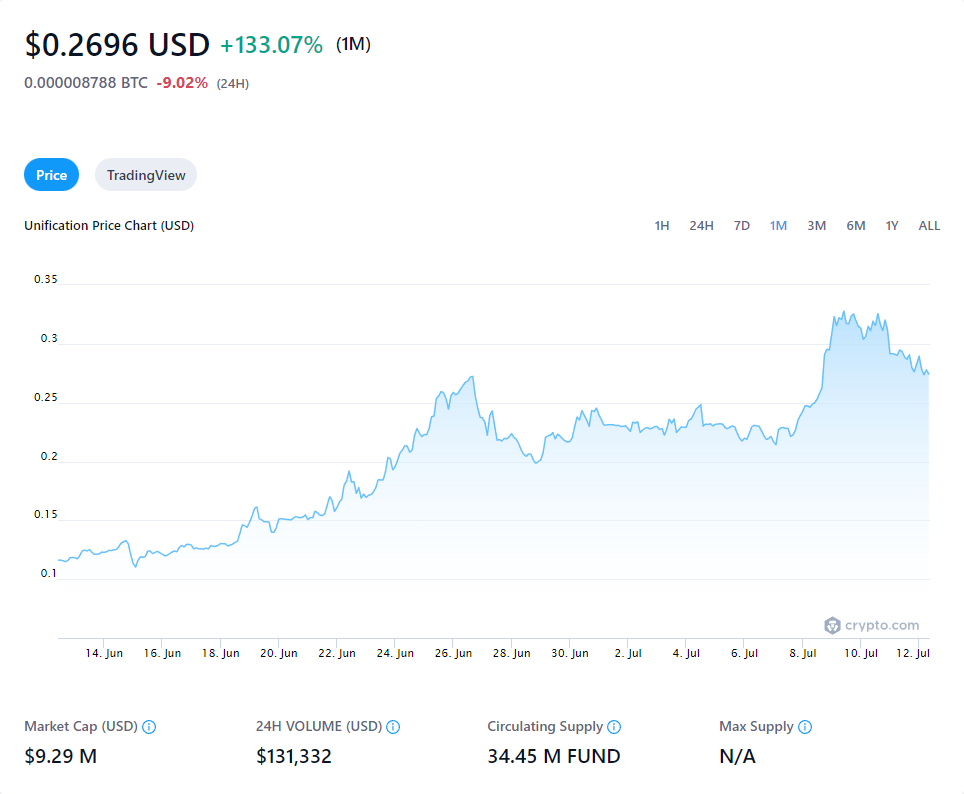 $0.2696 USD +133.07% (1M)
0.000008788 BTC -9.02% (24H)
Price TradingView
Unification Price Chart (USD) 1H 24H 7D 1M 3M 6M 1Y ALL
0.35
0.3
0.25
0.2
0.15
0.1
crypto.com
14. Jun 16. Jun 18. Jun 20. Jun 22. Jun 24. Jun 26. Jun 28. Jun 30. Jun 2. Jul 4. Jul 6. Jul 8. Jul 10. Jul 12. Jul
Market Cap (USD) 24H VOLUME (USD) Circulating Supply Max Supply
$9.29 M $131,332 34.45 M FUND N/A